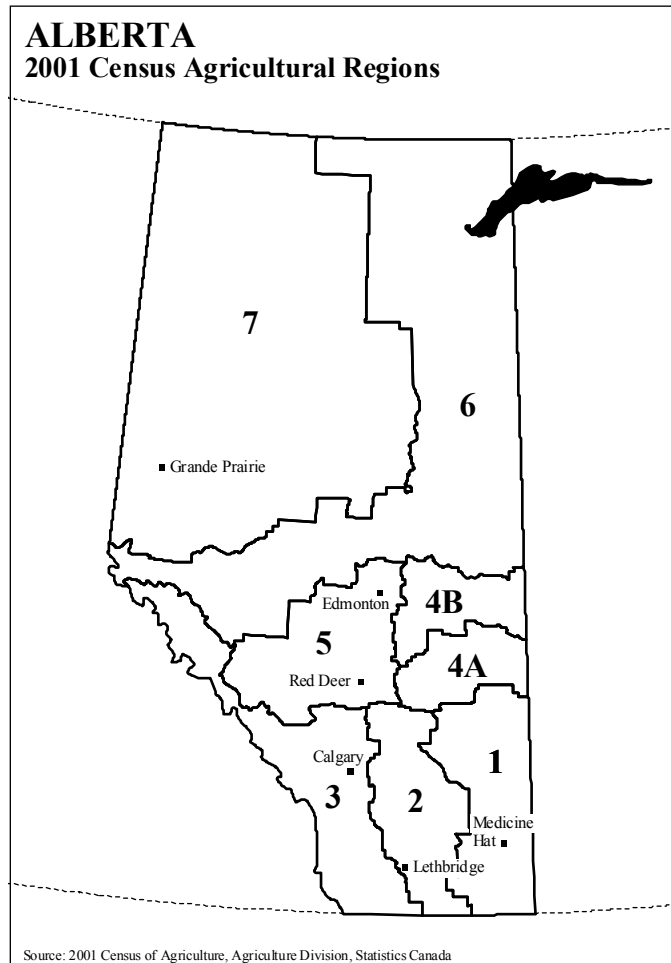 ALBERTA
2001 Census Agricultural Regions
7
6
Grande Prairie
Edmonton
4B
5
4A
Red Deer
1
Calgary
3
2
Medicine
Hat
Lethbridge
Source: 2001 Census of Agriculture, Agriculture Division, Statistics Canada